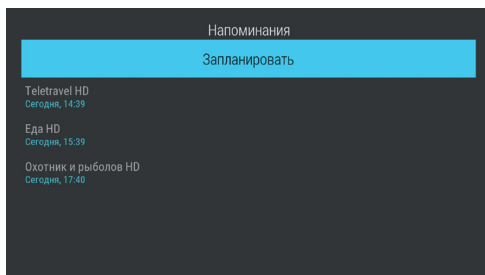 Напоминания
Запланировать
Teletravel HD
Сегодня, 14:39
Еда HD
Сегодня, 15:39
Охотник и рыболов HD
Сегодня, 17:40